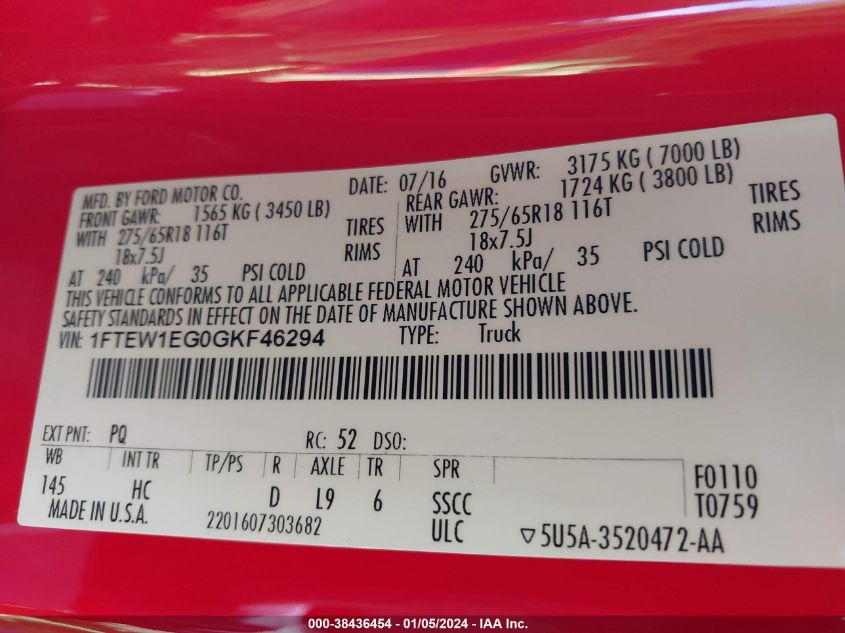 MFD. BY FORD MOTOR CO. DATE: 07/16 GVWR: 3175 KG ( 7000 LB)
FRONT GAWR: 1565 KG ( 3450 LB) REAR GAWR: 1724 KG ( 3800 LB)
WITH 275/65R18 116T TIRES WITH 275/65R18 116T TIRES
18x7.5J RIMS 18x7.5J RIMS
AT 240 kPa/ 35 PSI COLD AT 240 kPa/ 35 PSI COLD
THIS VEHICLE CONFORMS TO ALL APPLICABLE FEDERAL MOTOR VEHICLE
SAFETY STANDARDS IN EFFECT ON THE DATE OF MANUFACTURE SHOWN ABOVE.
VIN: 1FTEW1EG0GKF46294 TYPE: Truck
EXT PNT: PQ RC: 52 DSO:
WB INT TR TP/PS R AXLE TR SPR F0110
145 HC D L9 6 SSCC T0759
MADE IN U.S.A. 2201607303682 ULC ▽5U5A-3520472-AA
000-38436454 - 01/05/2024 - IAA Inc.